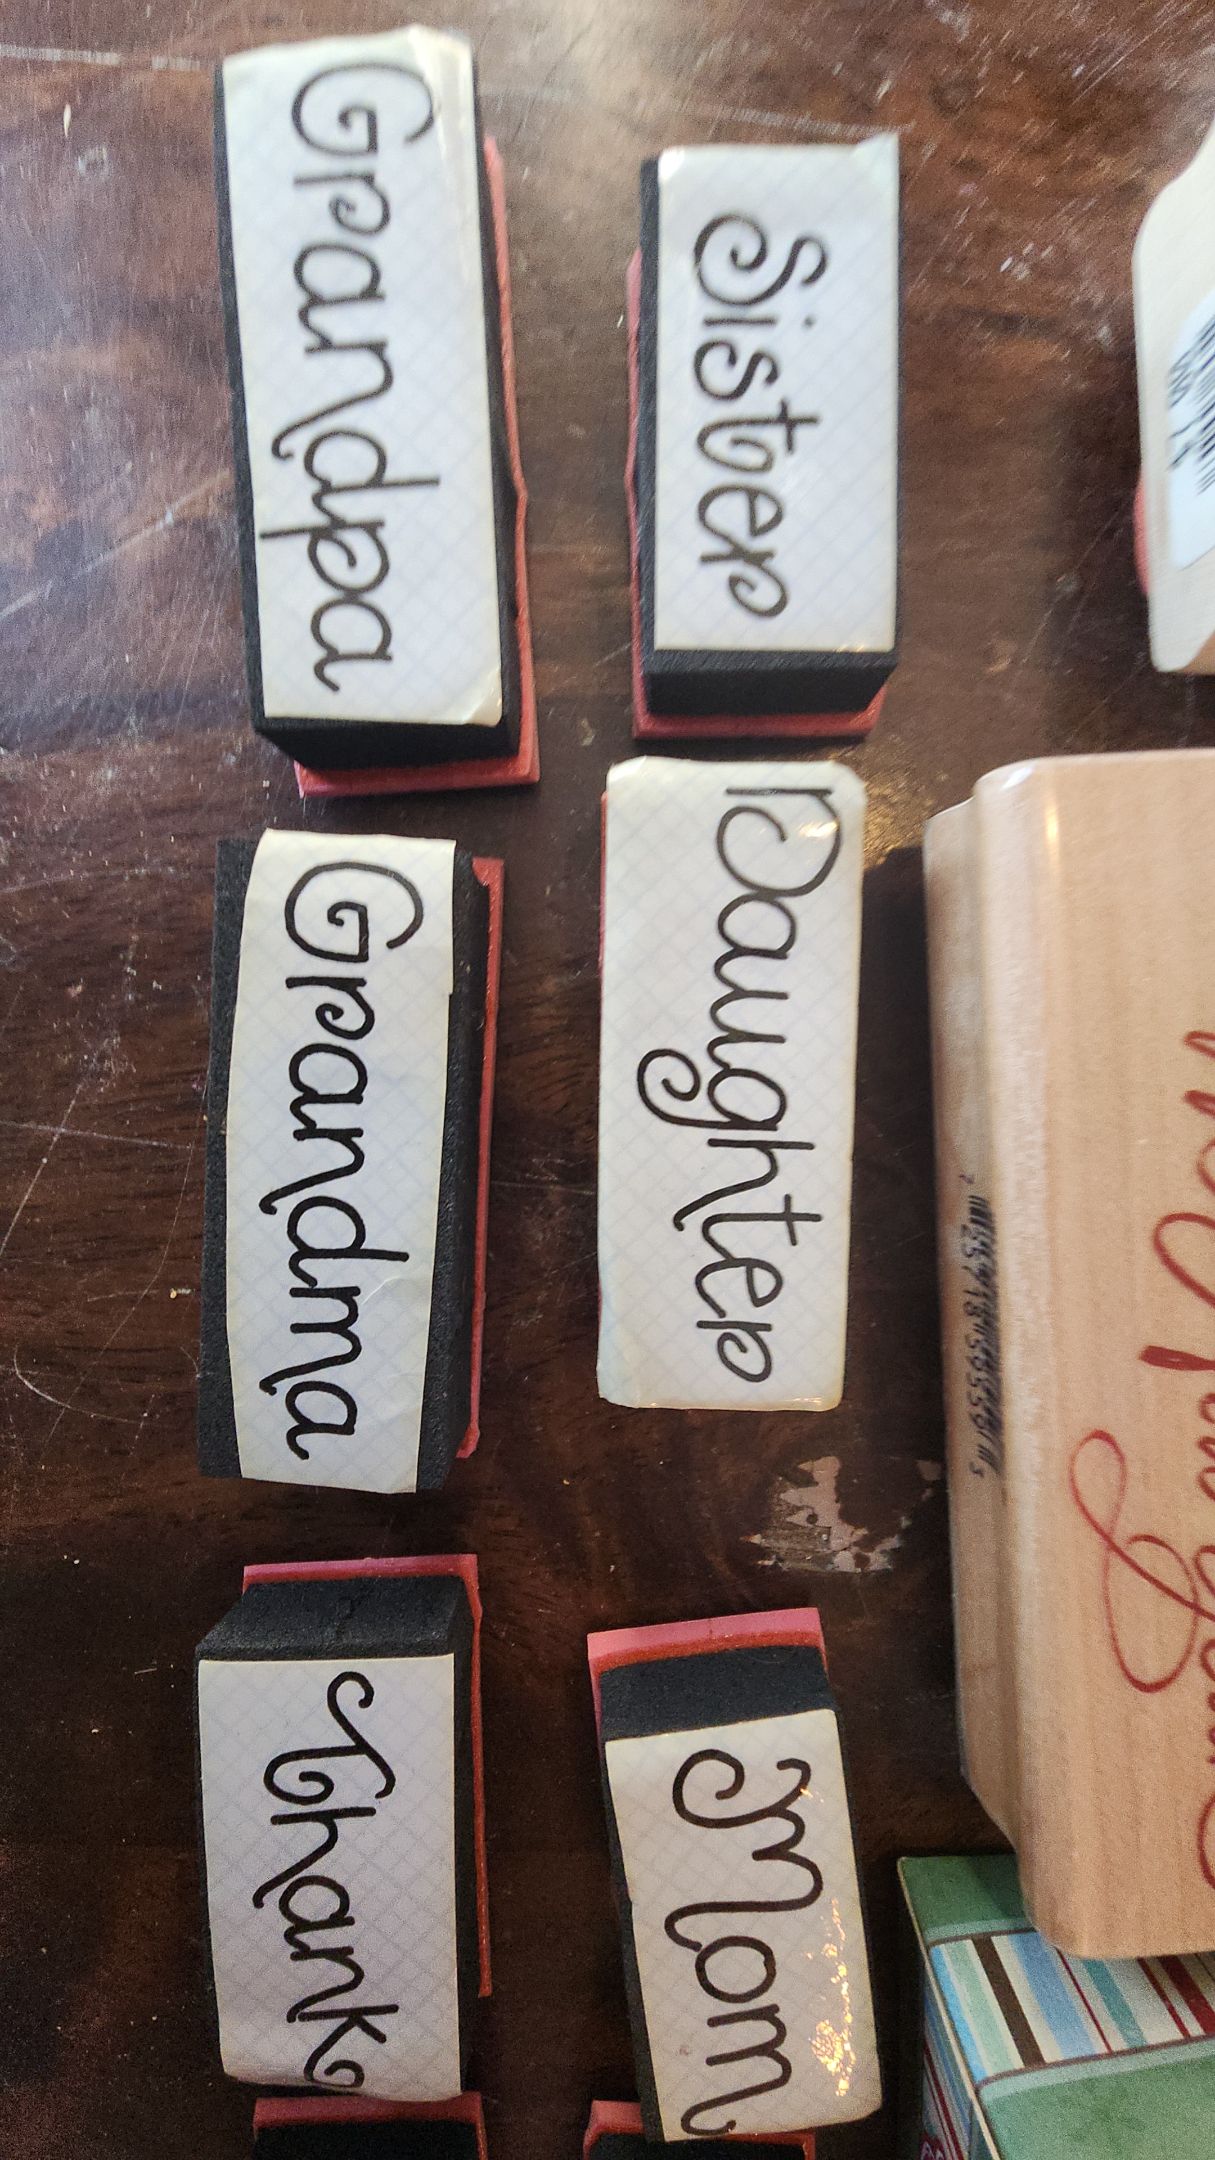 Grandpa
Sister
Grandma
Daughter
Thank
Mom